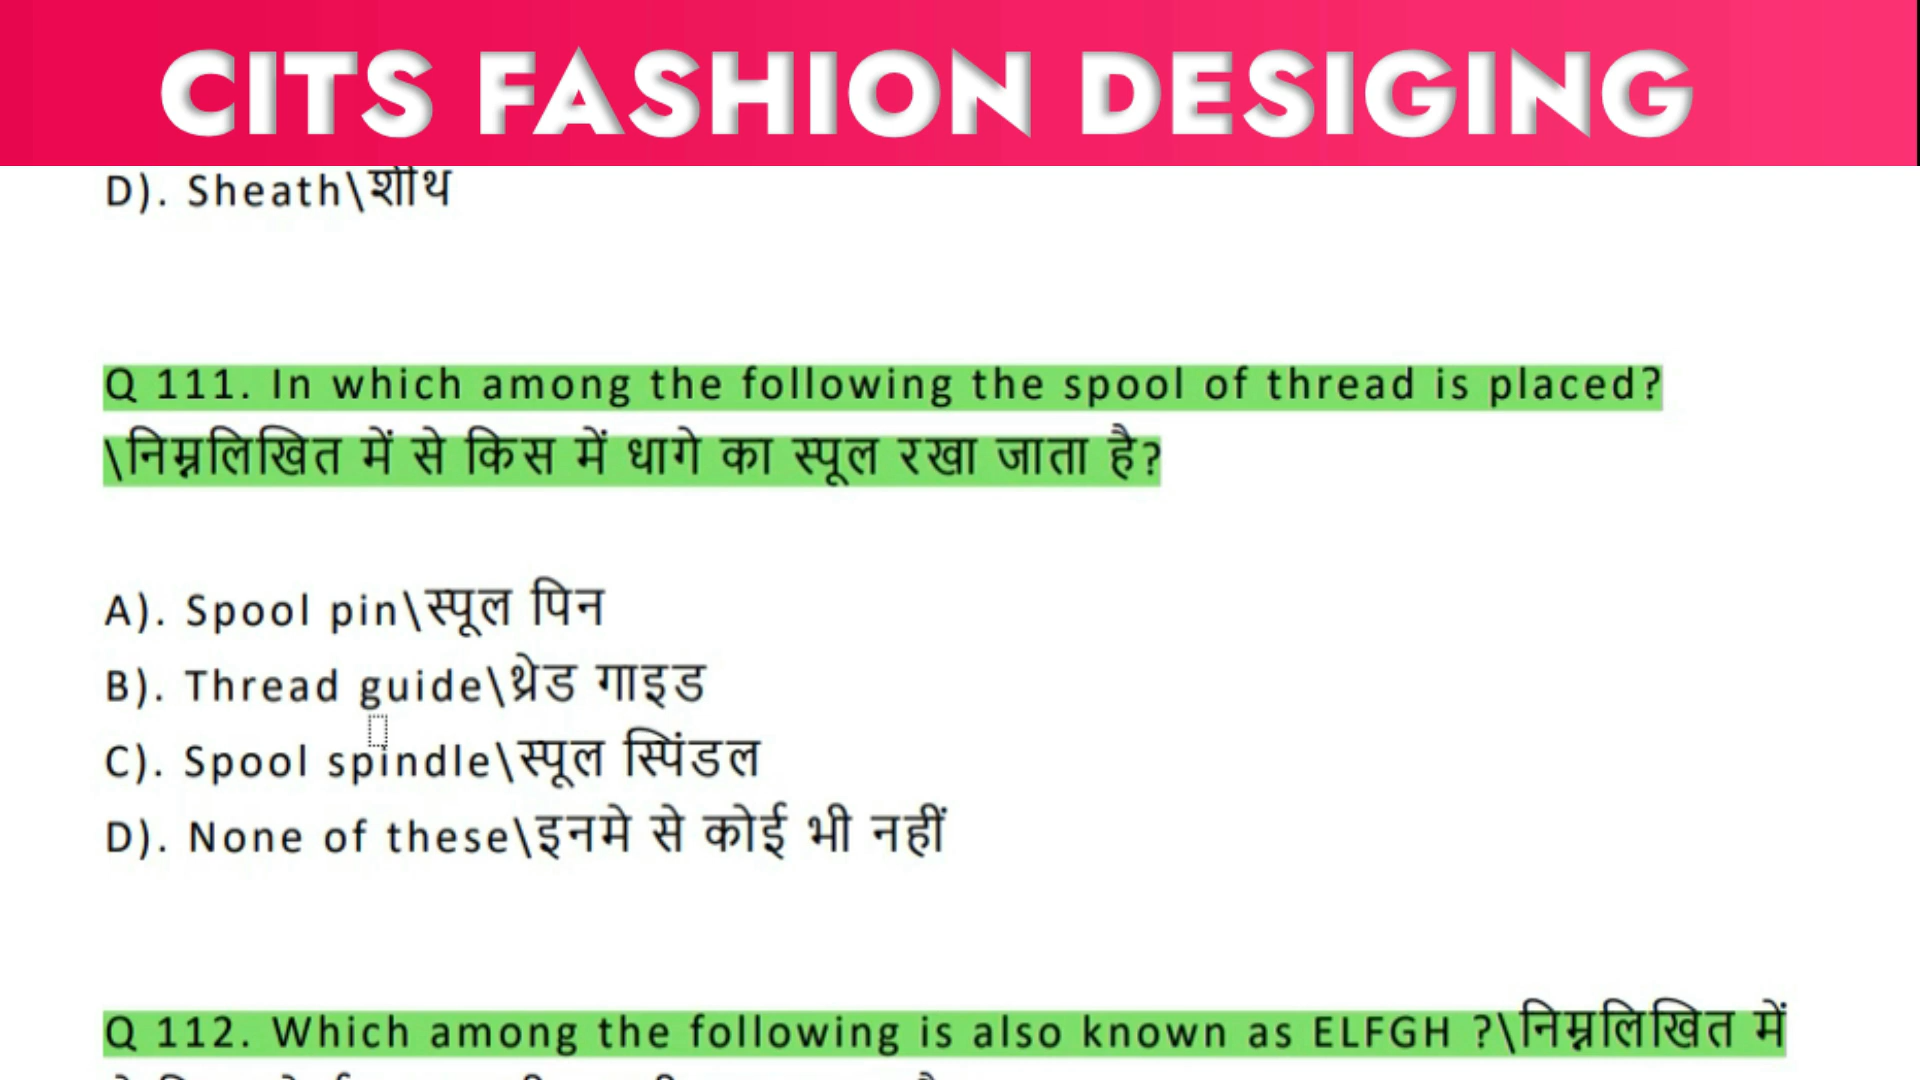 CITS FASHION DESIGING
D). Sheath\शीथ
Q 111. In which among the following the spool of thread is placed?
\निम्नलिखित में से किस में धागे का स्पूल रखा जाता है?
A). Spool pin\स्पूल पिन
B). Thread guide\थ्रेड गाइड
C). Spool spindle\स्पूल स्पिंडल
D). None of these\इनमे से कोई भी नहीं
Q 112. Which among the following is also known as ELFGH ?\निम्नलिखित में